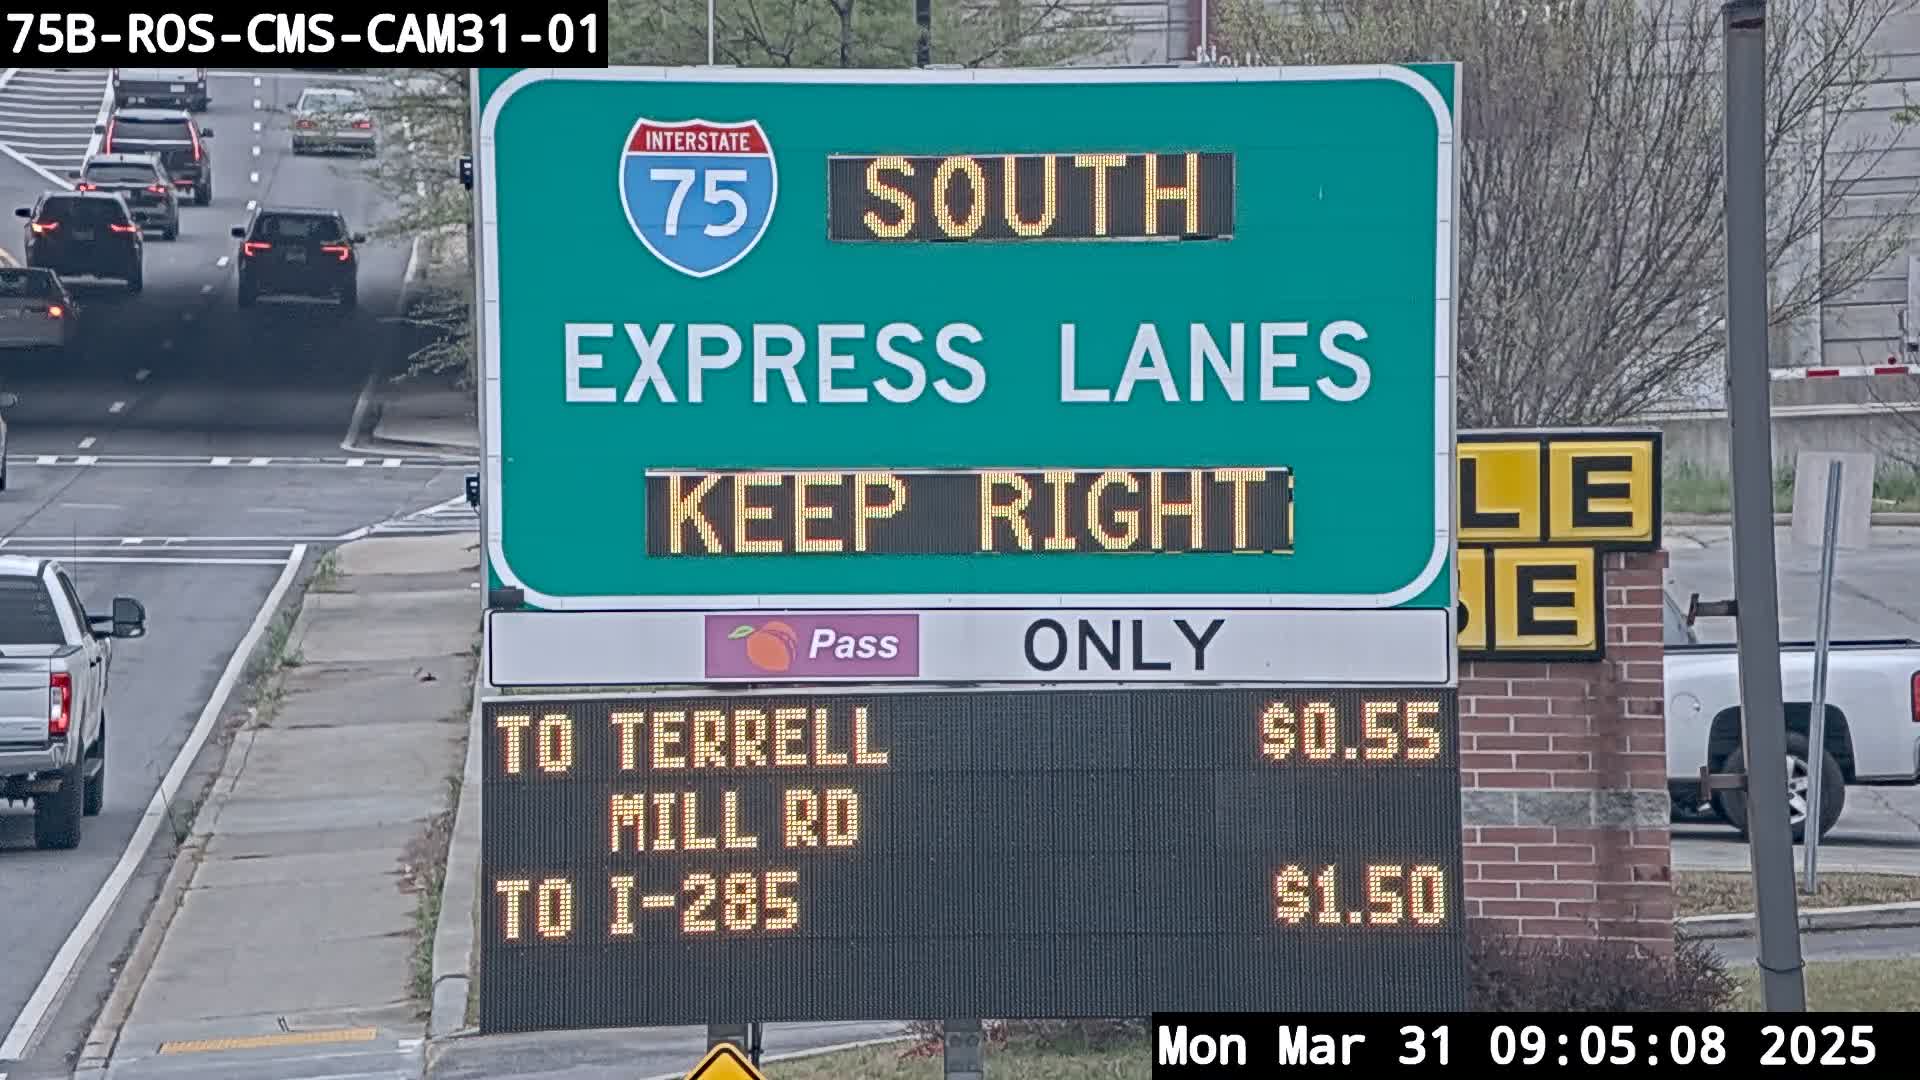 75B-ROS-CMS-CAM31-01
INTERSTATE
75
SOUTH
EXPRESS LANES
KEEP RIGHT
Pass ONLY
TO TERRELL $0.55
MILL RD
TO I-285 $1.50
LE
E
Mon Mar 31 09:05:08 2025